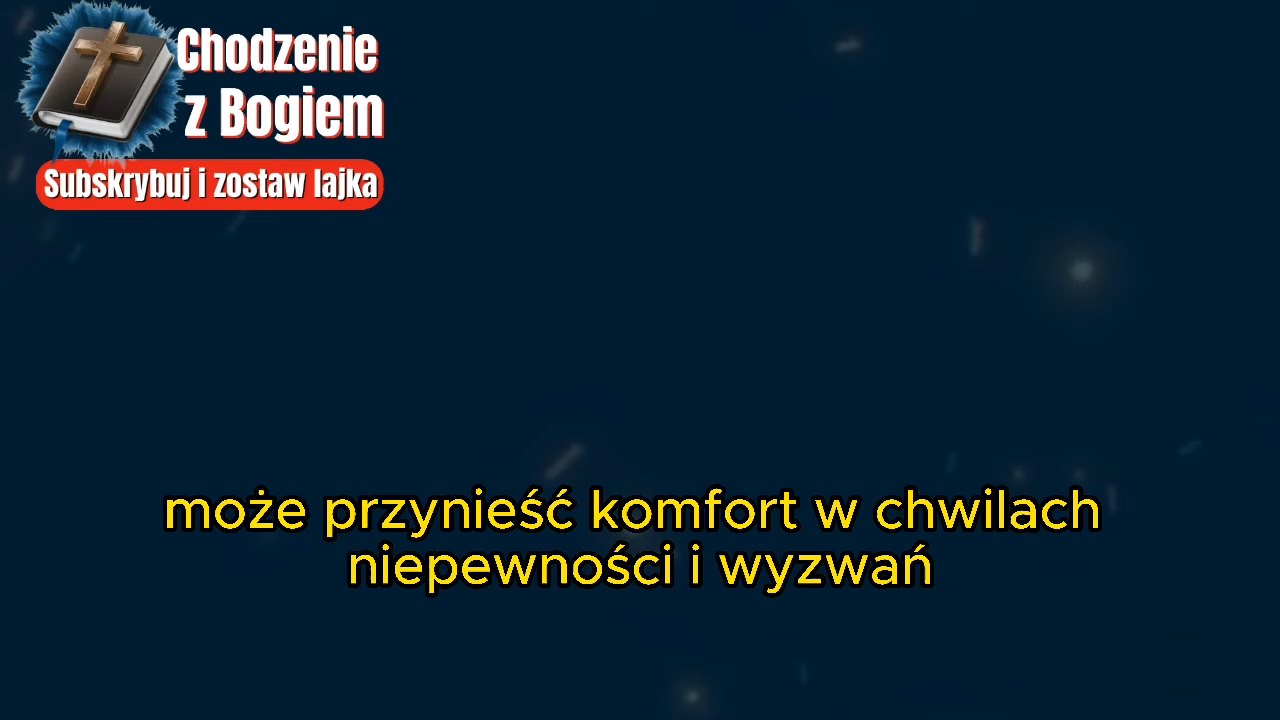 Chodzenie
z Bogiem
Subskrybuj i zostaw lajka
może przynieść komfort w chwilach
niepewności i wyzwań